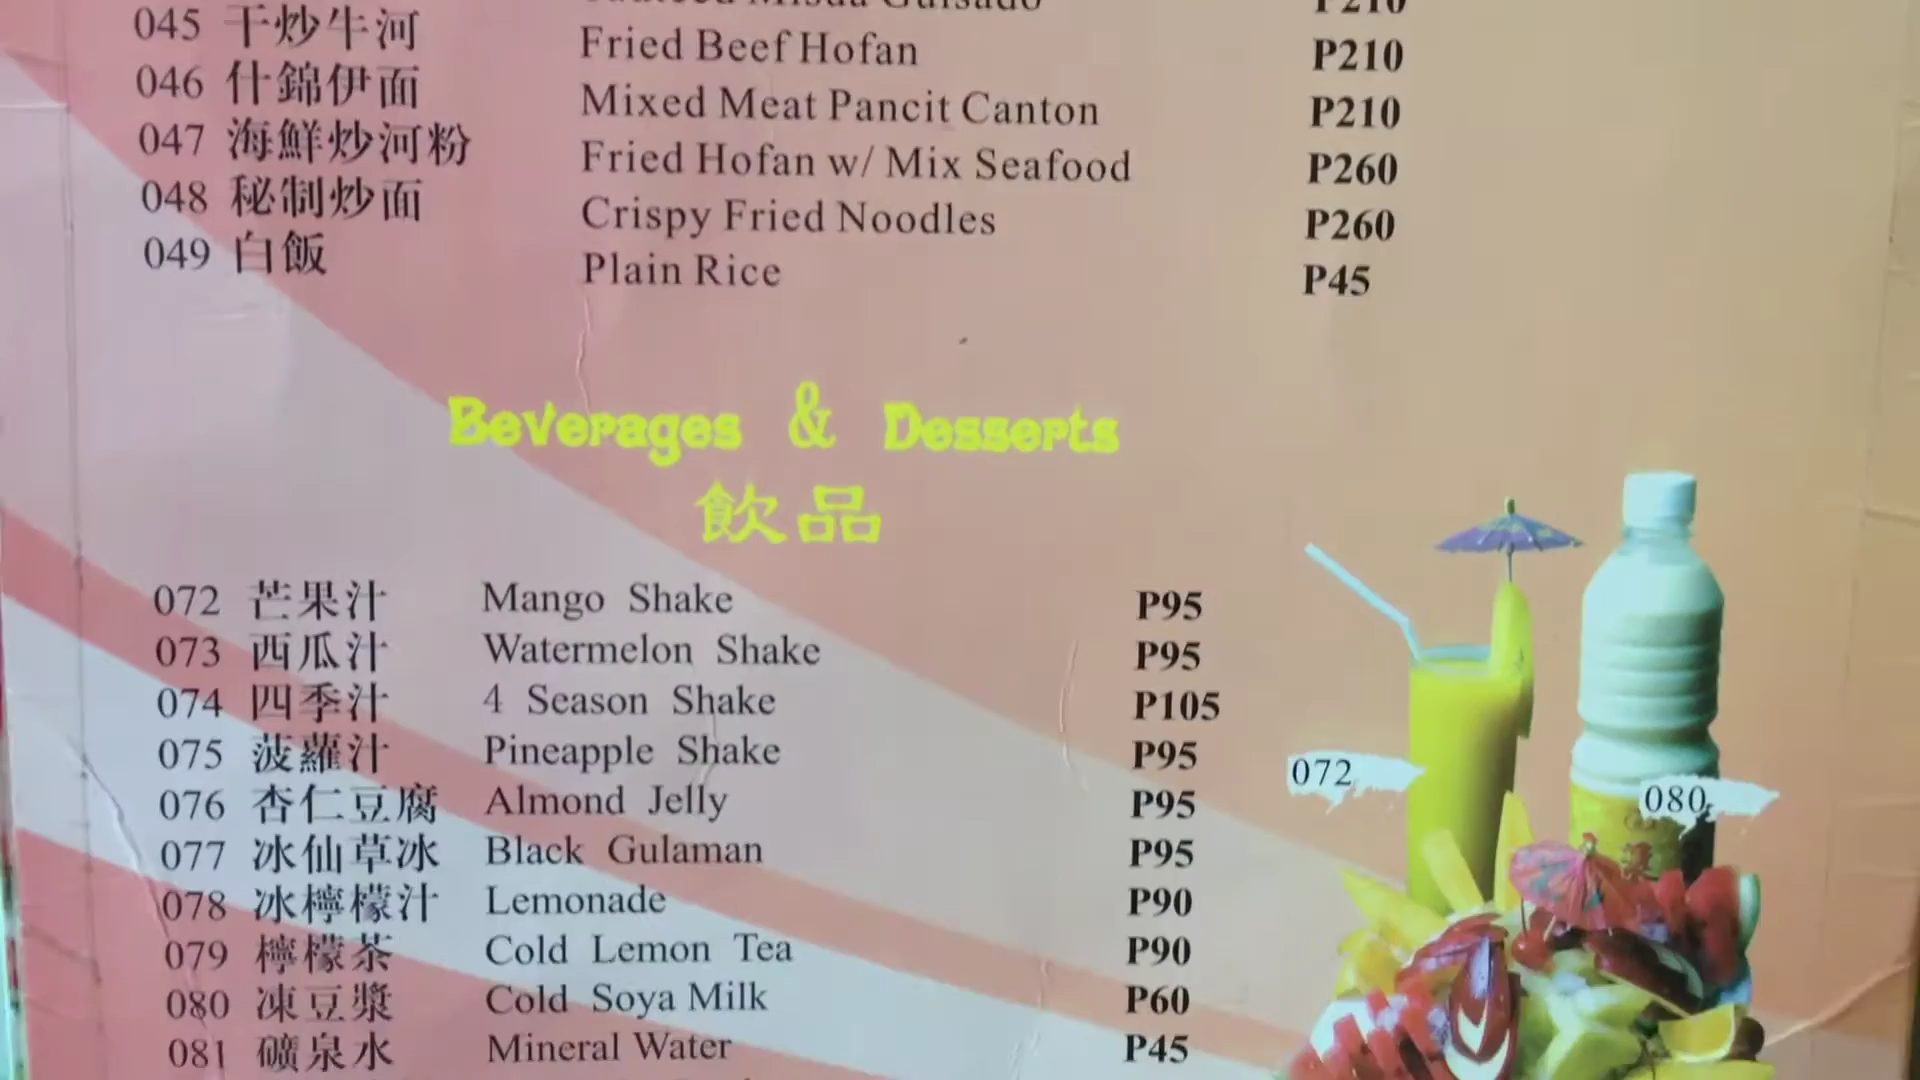 Sauteed Misua Guisado P210
045 干炒牛河 Fried Beef Hofan P210
046 什錦伊面 Mixed Meat Pancit Canton P210
047 海鮮炒河粉 Fried Hofan w/ Mix Seafood P260
048 秘制炒面 Crispy Fried Noodles P260
049 白飯 Plain Rice P45
Beverages & Desserts
飲品
072 芒果汁 Mango Shake P95
073 西瓜汁 Watermelon Shake P95
074 四季汁 4 Season Shake P105
075 菠蘿汁 Pineapple Shake P95
076 杏仁豆腐 Almond Jelly P95
077 冰仙草冰 Black Gulaman P95
078 冰檸檬汁 Lemonade P90
079 檸檬茶 Cold Lemon Tea P90
080 凍豆漿 Cold Soya Milk P60
081 礦泉水 Mineral Water P45
072
080